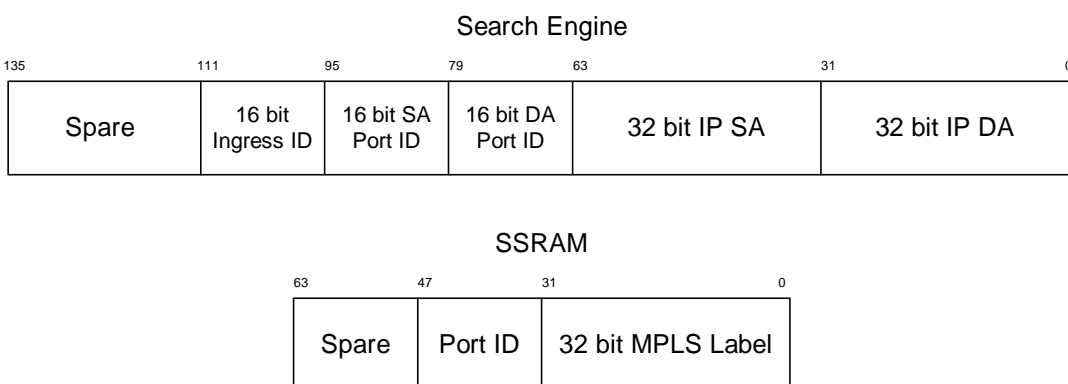 Search Engine
135 111 95 79 63 31 0
Spare
16 bit
Ingress ID
16 bit SA
Port ID
16 bit DA
Port ID
32 bit IP SA
32 bit IP DA
SSRAM
63 47 31 0
Spare
Port ID
32 bit MPLS Label